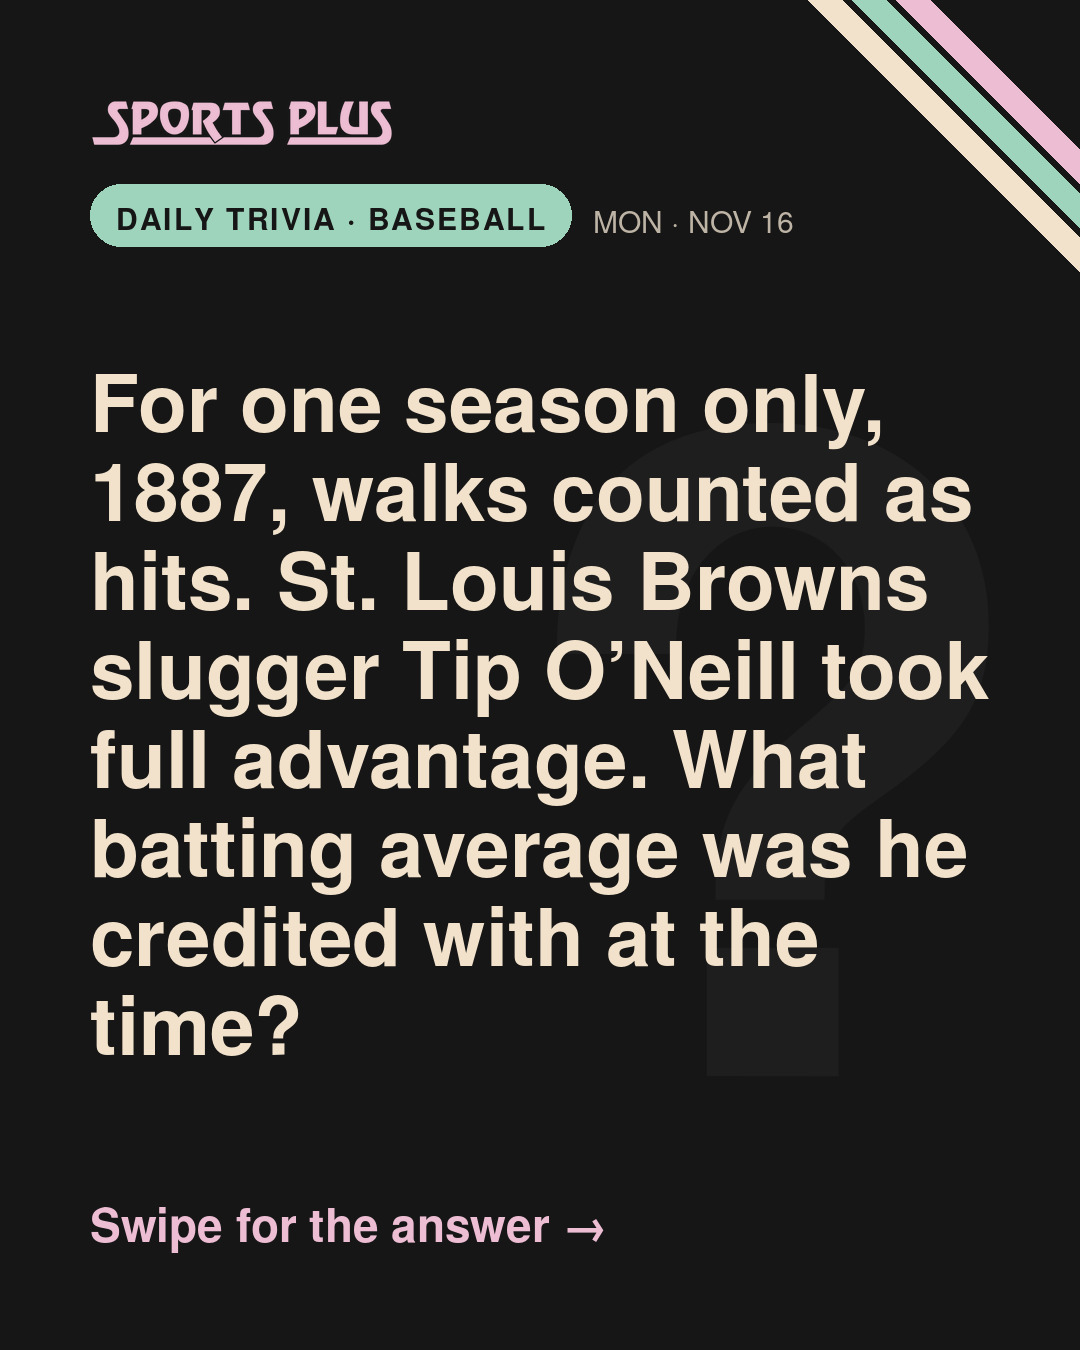 SPORTS PLUS
DAILY TRIVIA · BASEBALL
MON · NOV 16
For one season only,
1887, walks counted as
hits. St. Louis Browns
slugger Tip O’Neill took
full advantage. What
batting average was he
credited with at the
time?
Swipe for the answer →